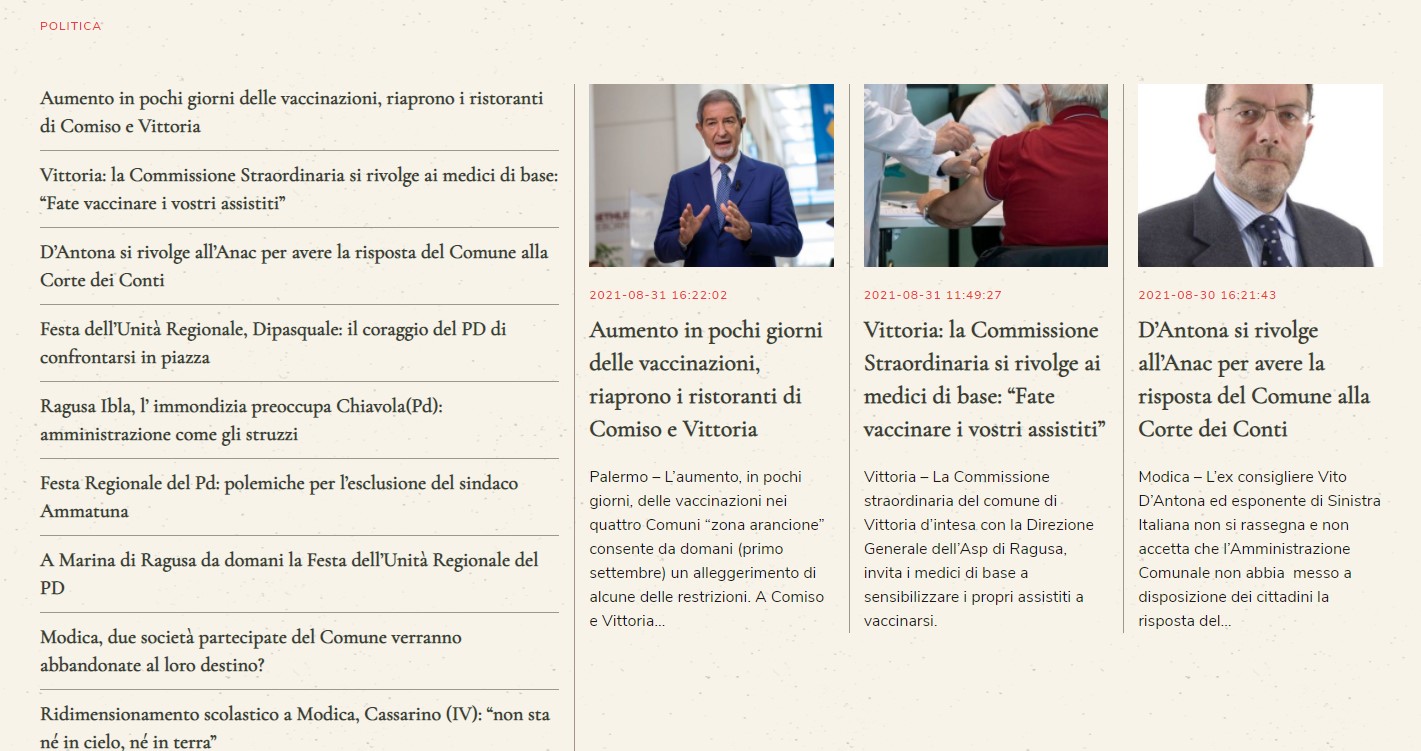 POLITICA
Aumento in pochi giorni delle vaccinazioni, riaprono i ristoranti
di Comiso e Vittoria
Vittoria: la Commissione Straordinaria si rivolge ai medici di base:
“Fate vaccinare i vostri assistiti”
D’Antona si rivolge all’Anac per avere la risposta del Comune alla
Corte dei Conti
Festa dell’Unità Regionale, Dipasquale: il coraggio del PD di
confrontarsi in piazza
Ragusa Ibla, l’ immondizia preoccupa Chiavola(Pd):
amministrazione come gli struzzi
Festa Regionale del Pd: polemiche per l’esclusione del sindaco
Ammatuna
A Marina di Ragusa da domani la Festa dell’Unità Regionale del
PD
Modica, due società partecipate del Comune verranno
abbandonate al loro destino?
Ridimensionamento scolastico a Modica, Cassarino (IV): “non sta
né in cielo, né in terra”
2021-08-31 16:22:02
Aumento in pochi giorni
delle vaccinazioni,
riaprono i ristoranti di
Comiso e Vittoria
Palermo – L’aumento, in pochi
giorni, delle vaccinazioni nei
quattro Comuni “zona arancione”
consente da domani (primo
settembre) un alleggerimento di
alcune delle restrizioni. A Comiso
e Vittoria...
2021-08-31 11:49:27
Vittoria: la Commissione
Straordinaria si rivolge ai
medici di base: “Fate
vaccinare i vostri assistiti”
Vittoria – La Commissione
straordinaria del comune di
Vittoria d’intesa con la Direzione
Generale dell’Asp di Ragusa,
invita i medici di base a
sensibilizzare i propri assistiti a
vaccinarsi.
2021-08-30 16:21:43
D’Antona si rivolge
all’Anac per avere la
risposta del Comune alla
Corte dei Conti
Modica – L’ex consigliere Vito
D’Antona ed esponente di Sinistra
Italiana non si rassegna e non
accetta che l’Amministrazione
Comunale non abbia  messo a
disposizione dei cittadini la
risposta del...